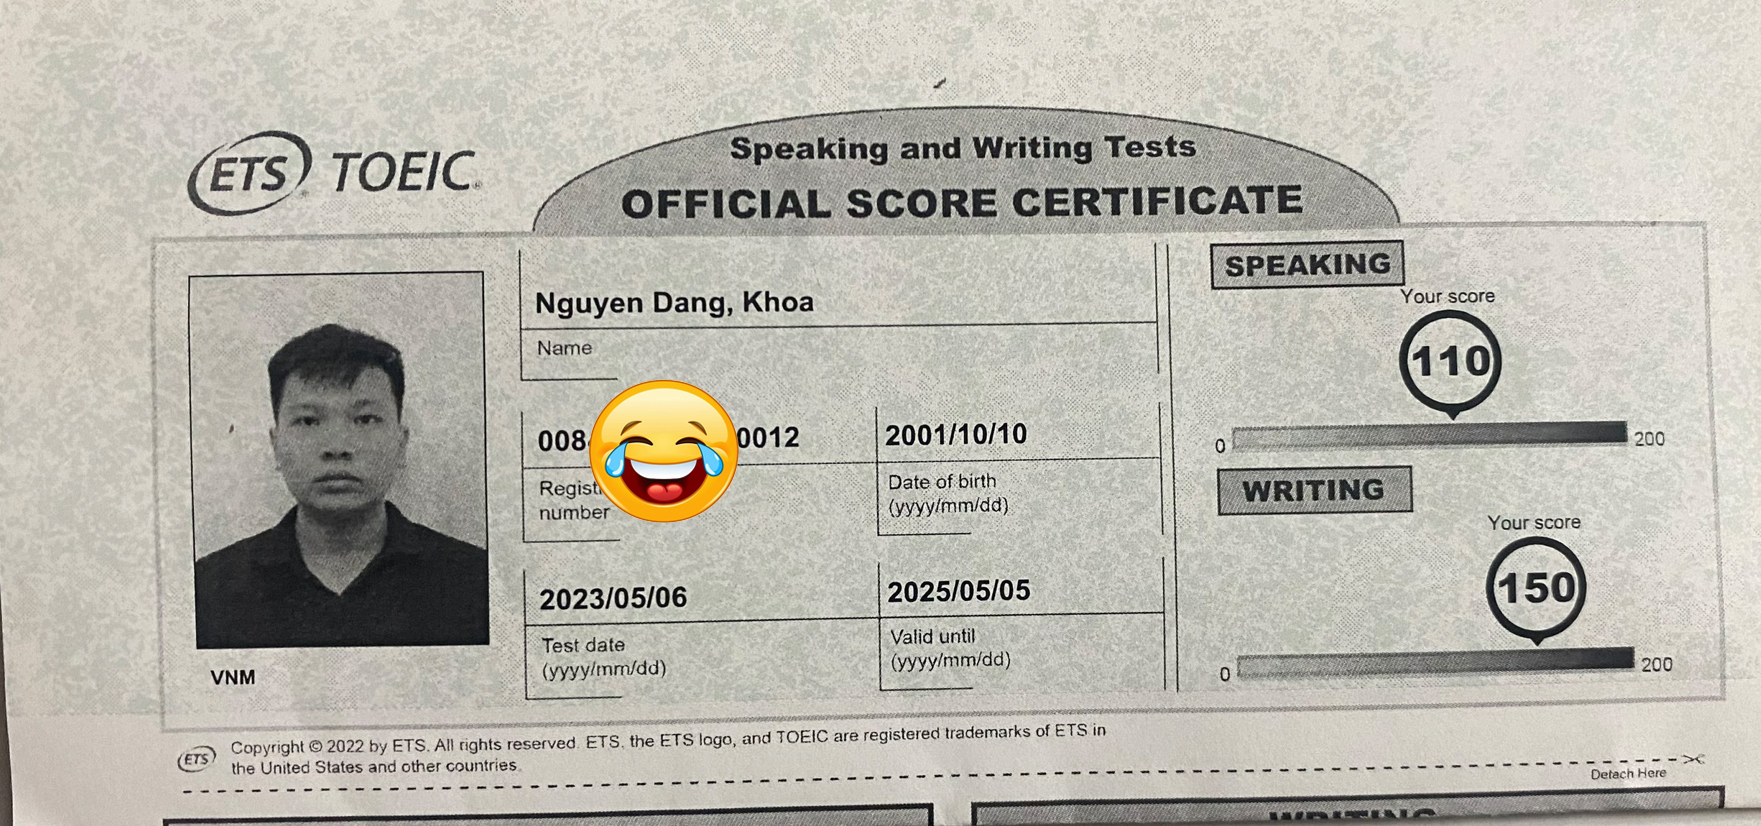 ETS TOEIC®
Speaking and Writing Tests
OFFICIAL SCORE CERTIFICATE
Nguyen Dang, Khoa
Name
008 0012
number
2001/10/10
Date of birth
(yyyy/mm/dd)
2023/05/06
Test date
(yyyy/mm/dd)
2025/05/05
Valid until
(yyyy/mm/dd)
VNM
SPEAKING
Your score
110
0 200
WRITING
Your score
150
0 200
ETS Copyright © 2022 by ETS. All rights reserved. ETS, the ETS logo, and TOEIC are registered trademarks of ETS in
the United States and other countries.
Detach Here
WRITING